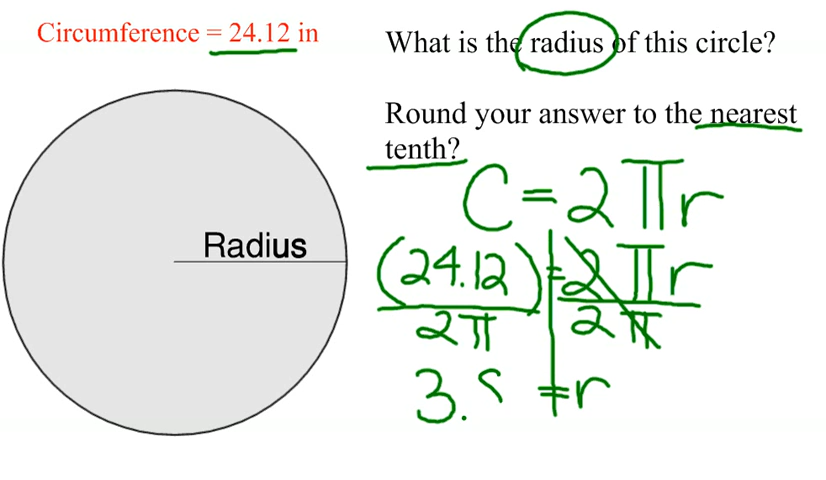 Circumference = 24.12 in
What is the radius of this circle?
Round your answer to the nearest
tenth?
Radius
C = 2πr
(24.12) = 2πr
2π 2π
3. = r